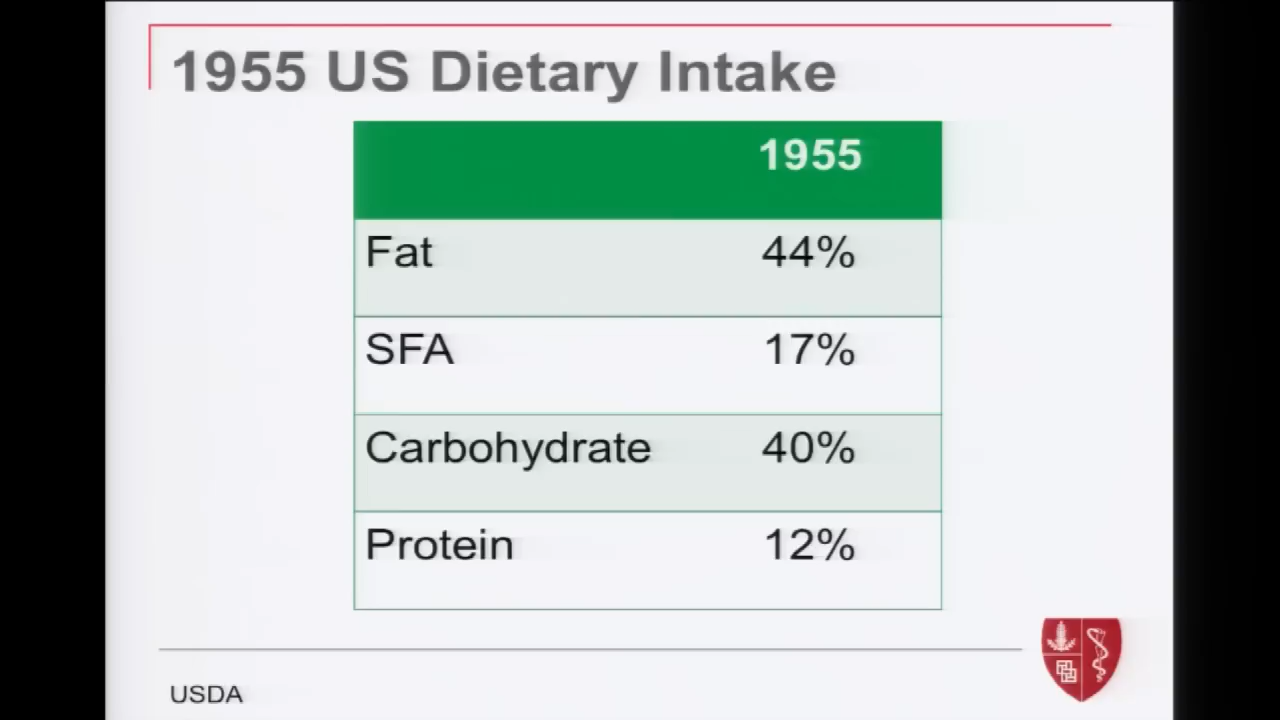 1955 US Dietary Intake
1955
Fat 44%
SFA 17%
Carbohydrate 40%
Protein 12%
USDA